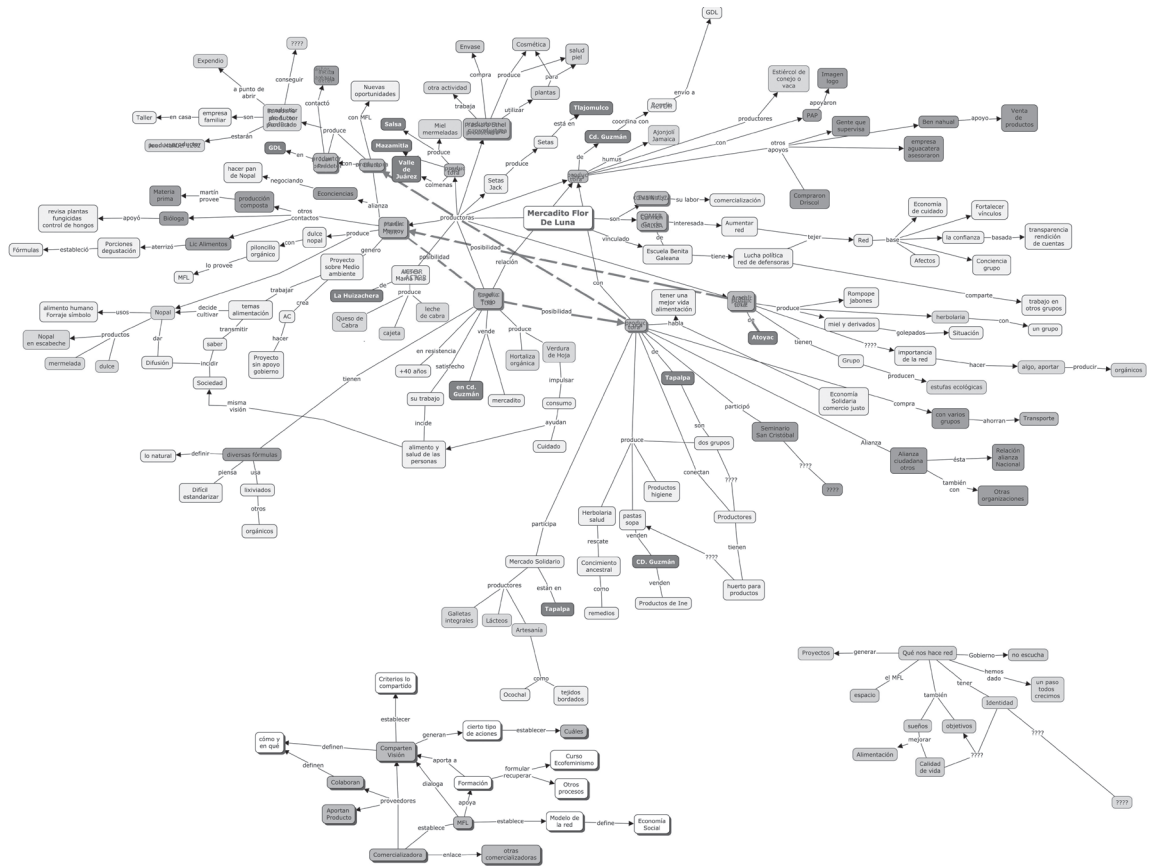 GDL
????
Expendio
conseguir
a punto de
abrir
Taller
en casa
empresa
familiar
son
estarán
contactó
produce
GDL
en
con
Nuevas
oportunidades
con MFL
Envase
compra
otra actividad
trabaja
Cosmética
salud
piel
produce
para
plantas
utilizar
Salsa
Miel
mermeladas
Mazamitla
produce
Valle
de
Juárez
colmenas
Setas
está en
Tlajomulco
produce
Setas
Jack
envío a
coordina con
Cd. Guzmán
Ajonjolí
Jamaica
de
humus
Estiércol de
conejo o
vaca
productores
Imagen
logo
apoyaron
PAP
con
Gente que
supervisa
otros
apoyos
Ben nahual
apoyo
Venta
de
productos
empresa
aguacatera
asesoraron
Compraron
Driscol
hacer pan
de Nopal
negociando
Econciencias
alianza
Materia
prima
martín
provee
producción
composta
otros
contactos
revisa plantas
fungicidas
control de hongos
apoyó
Bióloga
Fórmulas
estableció
Porciones
degustación
aterrizó
Lic Alimentos
dulce
nopal
produce
piloncillo
orgánico
con
lo provee
MFL
productoras
Mercadito Flor
De Luna
posibilidad
relación
vinculado
son
con
su labor
comercialización
interesada
Aumentar
red
de
Escuela Benita
Galeana
tiene
Lucha política
red de defensoras
tejer
Red
base
Economía
de cuidado
Fortalecer
vínculos
la confianza
basada
transparencia
rendición
de cuentas
Afectos
Conciencia
grupo
comparte
trabajo en
otros grupos
generó
Proyecto
sobre Medio
ambiente
posibilidad
trabajar
crea
AC
hacer
Proyecto
sin apoyo
gobierno
alimento humano
Forraje símbolo
usos
Nopal
decide
cultivar
temas
alimentación
transmitir
saber
productos
Nopal
en escabeche
mermelada
dulce
dar
Difusión
incidir
Sociedad
misma
visión
La Huizachera
de
produce
Queso de
Cabra
cajeta
leche
de cabra
posibilidad
en resistencia
+40 años
satisfecho
su trabajo
incide
alimento y
salud de las
personas
vende
en Cd.
Guzmán
mercadito
produce
Hortaliza
orgánica
Verdura
de Hoja
impulsar
consumo
ayudan
Cuidado
tener una
mejor vida
alimentación
habla
de
Atoyac
produce
Rompope
jabones
herbolaria
con
un grupo
miel y derivados
golepados
Situación
tienen
????
importancia
de la red
hacer
algo, aportar
producir
orgánicos
Grupo
producen
estufas ecológicas
Economía
Solidaria
comercio justo
compra
con varios
grupos
ahorran
Transporte
Alianza
Alianza
ciudadana
otros
ésta
Relación
alianza
Nacional
también
con
Otras
organizaciones
de
Tapalpa
participó
Seminario
San Cristóbal
????
????
tienen
lo natural
definir
diversas fórmulas
piensa
usa
Difícil
estandarizar
lixiviados
otros
orgánicos
produce
son
dos grupos
conectan
????
Productos
higiene
Herbolaria
salud
rescate
Concimiento
ancestral
como
remedios
pastas
sopa
venden
CD. Guzmán
venden
Productos de Ine
Productores
tienen
????
huerto para
productos
participa
Mercado Solidario
están en
Tapalpa
productores
Galletas
integrales
Lácteos
Artesania
como
Ocochal
tejidos
bordados
Proyectos
generar
Qué nos hace red
Gobierno
no escucha
el MFL
espacio
también
tener
hemos
dado
un paso
todos
crecimos
Identidad
sueños
objetivos
mejorar
Alimentación
Calidad
de vida
????
????
????
Criterios lo
compartido
establecer
cómo y
en qué
definen
Comparten
Visión
generan
cierto tipo
de aciones
establecer
Cuáles
definen
Colaboran
aporta a
dialoga
Formación
formular
recuperar
Curso
Ecofeminismo
Otros
procesos
proveedores
Aportan
Producto
apoya
MFL
establece
establece
Modelo de
la red
define
Economía
Social
Comercializadora
enlace
otras
comercializadoras